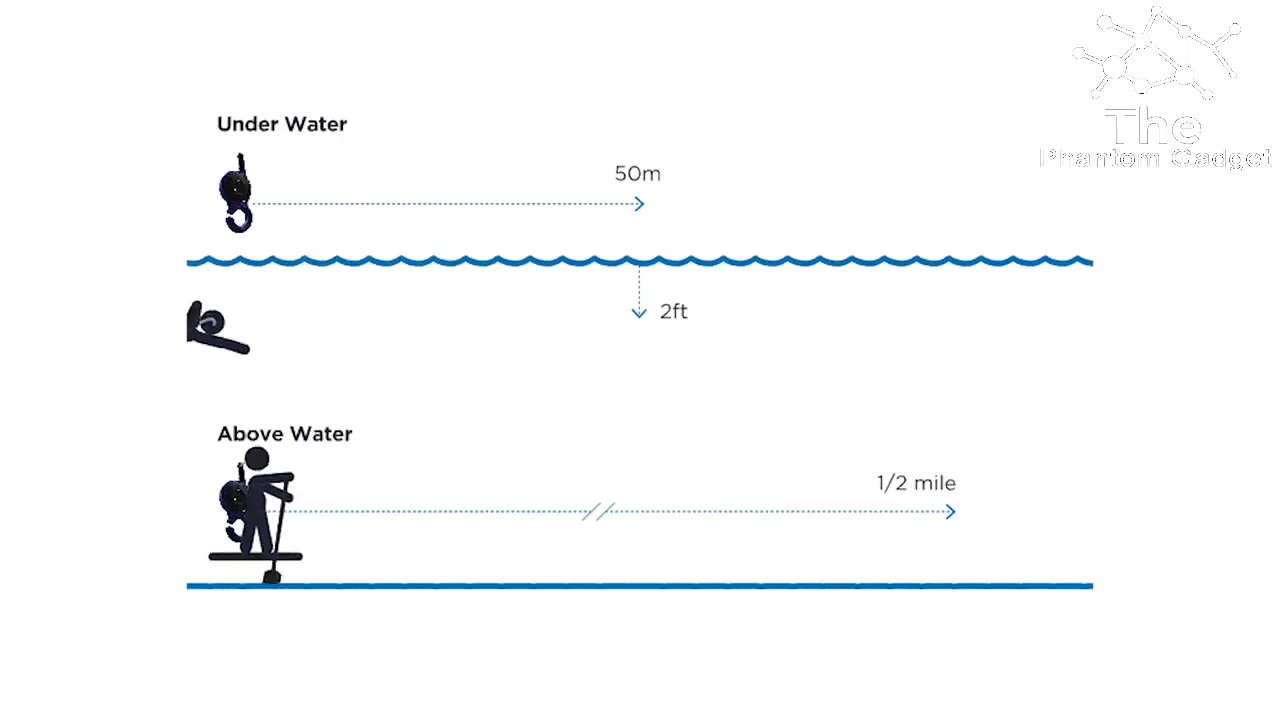 The
Phantom Gadget
Under Water
50m
2ft
Above Water
1/2 mile